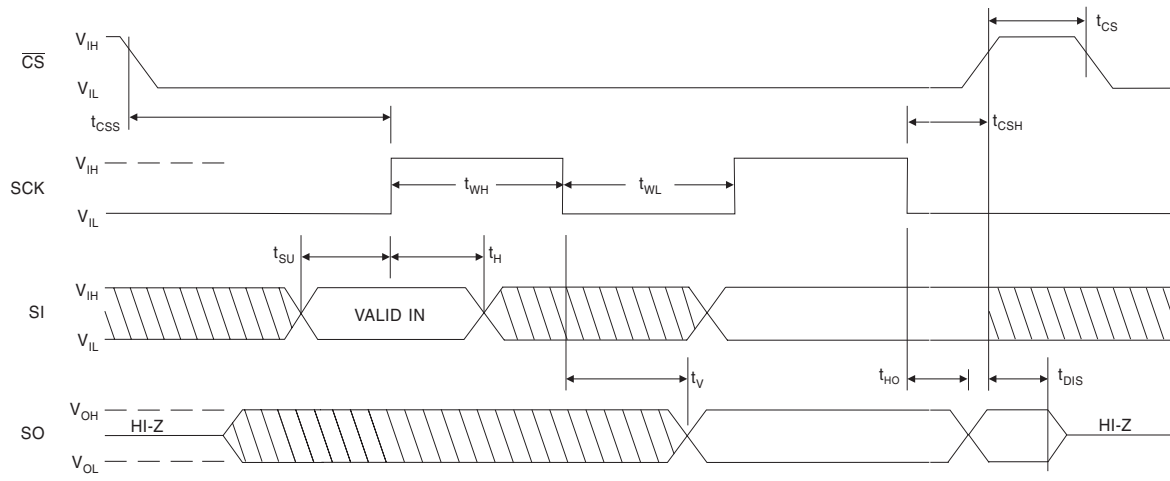 V_IH
t_CS
CS
V_IL
t_CSS
t_CSH
V_IH
t_WH
t_WL
SCK
V_IL
t_SU
t_H
V_IH
SI
VALID IN
V_IL
t_V
t_HO
t_DIS
V_OH
SO
HI-Z
HI-Z
V_OL